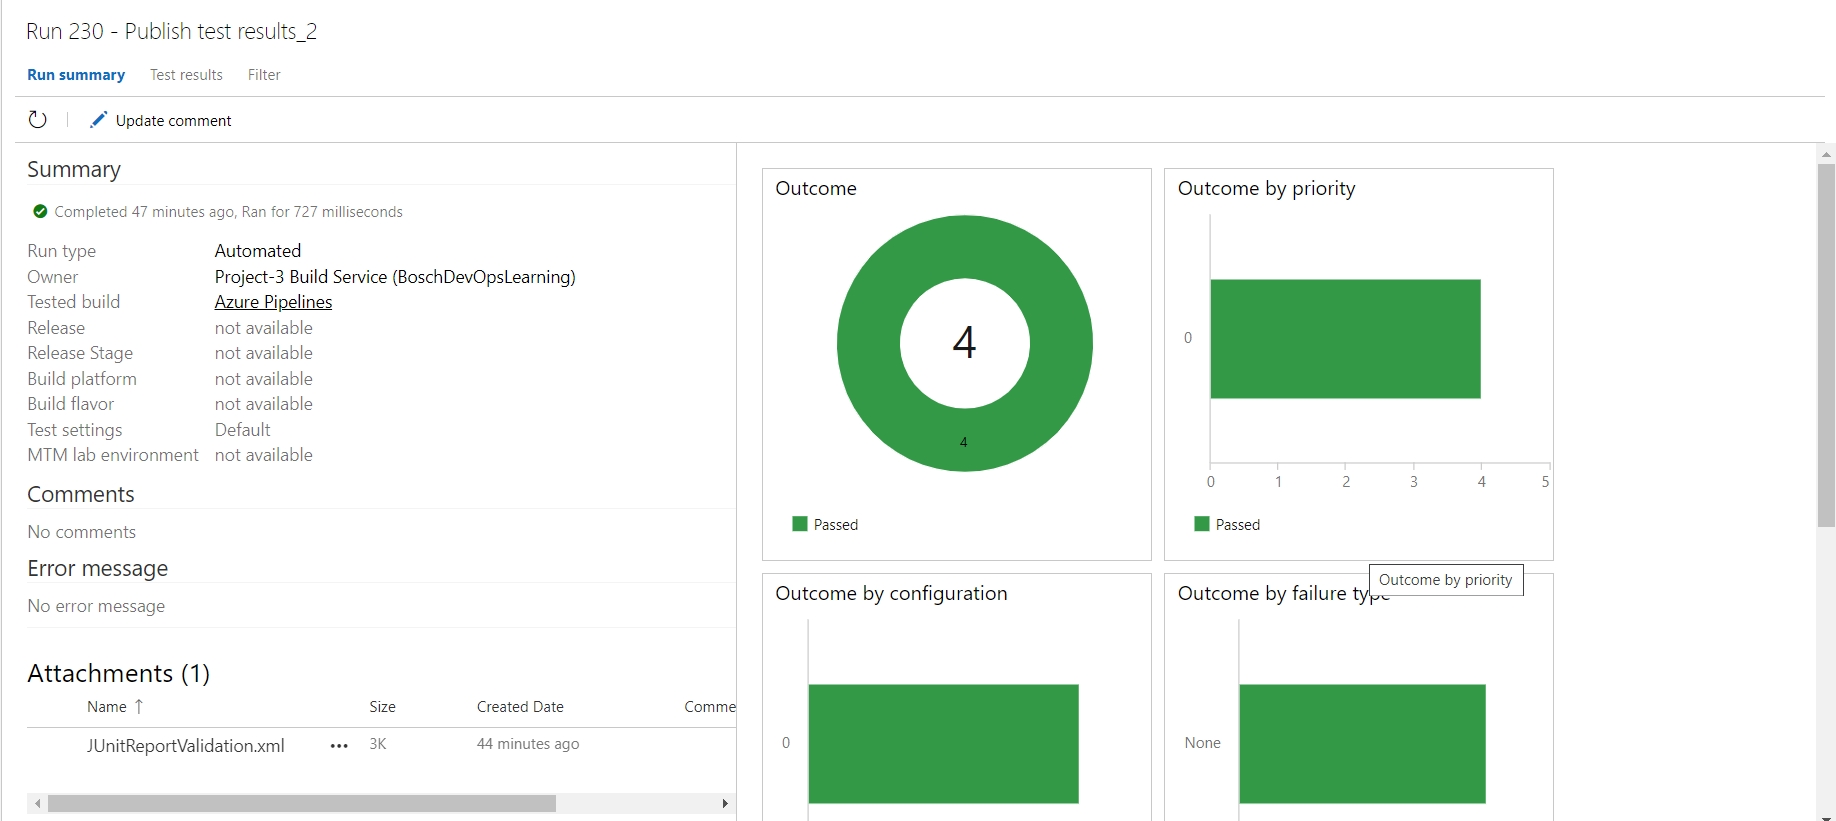 Run 230 - Publish test results_2
Run summary Test results Filter
Update comment
Summary
Completed 47 minutes ago, Ran for 727 milliseconds
Run type Automated
Owner Project-3 Build Service (BoschDevOpsLearning)
Tested build Azure Pipelines
Release not available
Release Stage not available
Build platform not available
Build flavor not available
Test settings Default
MTM lab environment not available
Comments
No comments
Error message
No error message
Attachments (1)
Name ↑ Size Created Date Comme
JUnitReportValidation.xml ••• 3K 44 minutes ago
Outcome
4
4
Passed
Outcome by priority
0
0 1 2 3 4 5
Passed
Outcome by priority
Outcome by configuration
0
Outcome by failure type
None